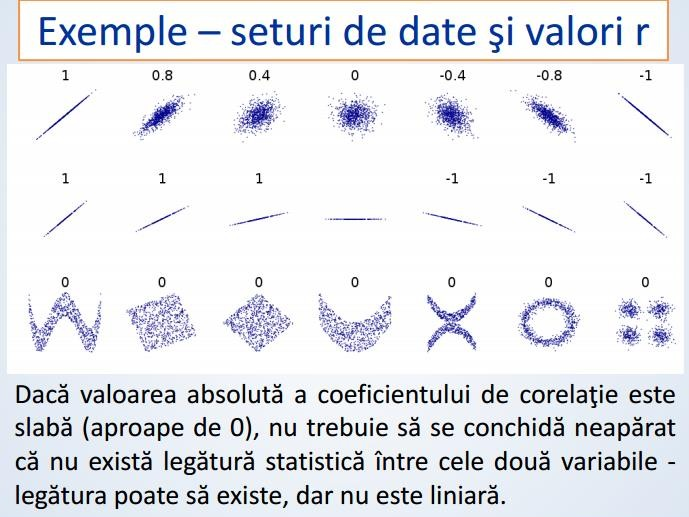 Exemple – seturi de date şi valori r
1 0.8 0.4 0 -0.4 -0.8 -1
1 1 1 -1 -1 -1
0 0 0 0 0 0 0
Dacă valoarea absolută a coeficientului de corelaţie este
slabă (aproape de 0), nu trebuie să se conchidă neapărat
că nu există legătură statistică între cele două variabile -
legătura poate să existe, dar nu este liniară.